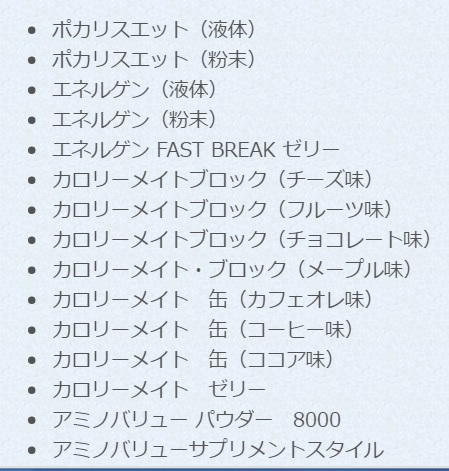 ポカリスエット（液体）
ポカリスエット（粉末）
エネルゲン（液体）
エネルゲン（粉末）
エネルゲン FAST BREAK ゼリー
カロリーメイトブロック（チーズ味）
カロリーメイトブロック（フルーツ味）
カロリーメイトブロック（チョコレート味）
カロリーメイト・ブロック（メープル味）
カロリーメイト　缶（カフェオレ味）
カロリーメイト　缶（コーヒー味）
カロリーメイト　缶（ココア味）
カロリーメイト　ゼリー
アミノバリュー パウダー　8000
アミノバリューサプリメントスタイル